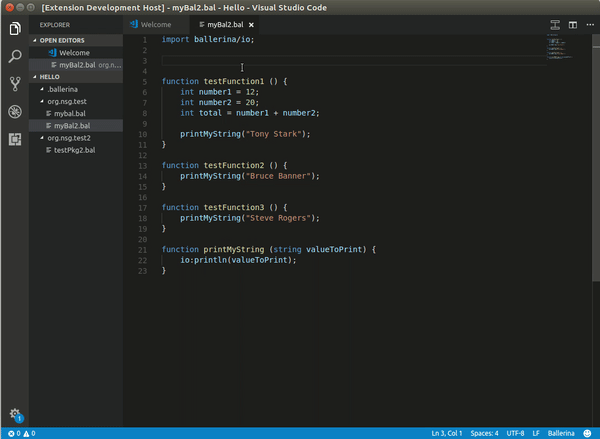 [Extension Development Host] - myBal2.bal - Hello - Visual Studio Code
EXPLORER
OPEN EDITORS
Welcome
myBal2.bal org.n...
HELLO
.ballerina
org.nsg.test
mybal.bal
myBal2.bal
org.nsg.test2
testPkg2.bal
Welcome
myBal2.bal
1 import ballerina/io;
2
3
4
5 function testFunction1 () {
6 int number1 = 12;
7 int number2 = 20;
8 int total = number1 + number2;
9
10 printMyString("Tony Stark");
11 }
12
13 function testFunction2 () {
14 printMyString("Bruce Banner");
15 }
16
17 function testFunction3 () {
18 printMyString("Steve Rogers");
19 }
20
21 function printMyString (string valueToPrint) {
22 io:println(valueToPrint);
23 }
1
0 0
Ln 3, Col 1 Spaces: 4 UTF-8 LF Ballerina